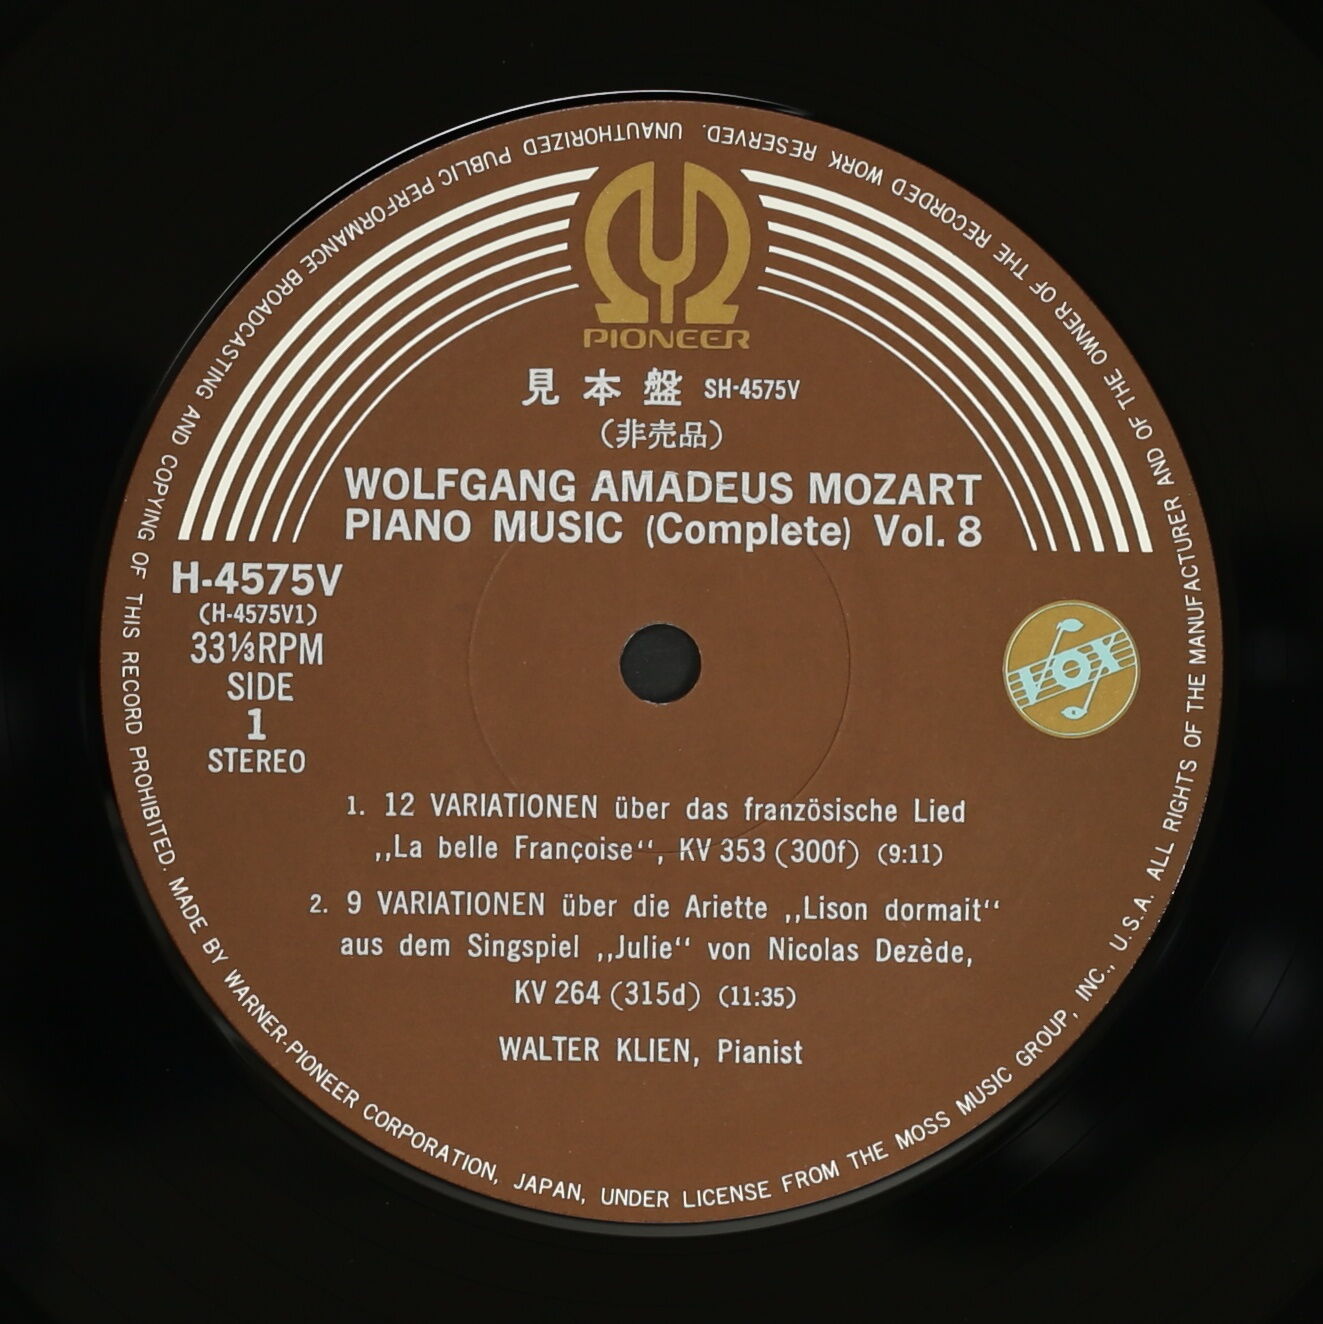 PIONEER
見本盤 SH-4575V
(非売品)
WOLFGANG AMADEUS MOZART
PIANO MUSIC (Complete) Vol. 8
H-4575V
(H-4575V1)
33⅓RPM
SIDE
1
STEREO
VOX
1. 12 VARIATIONEN über das französische Lied
„La belle Françoise“, KV 353 (300f) (9:11)
2. 9 VARIATIONEN über die Ariette „Lison dormait“
aus dem Singspiel „Julie“ von Nicolas Dezède,
KV 264 (315d) (11:35)
WALTER KLIEN, Pianist
MADE BY WARNER-PIONEER CORPORATION, JAPAN, UNDER LICENSE FROM THE MOSS MUSIC GROUP, INC., U.S.A. ALL RIGHTS OF THE MANUFACTURER AND OF THE OWNER OF THE RECORDED WORK RESERVED. UNAUTHORIZED PUBLIC PERFORMANCE BROADCASTING AND COPYING OF THIS RECORD PROHIBITED.